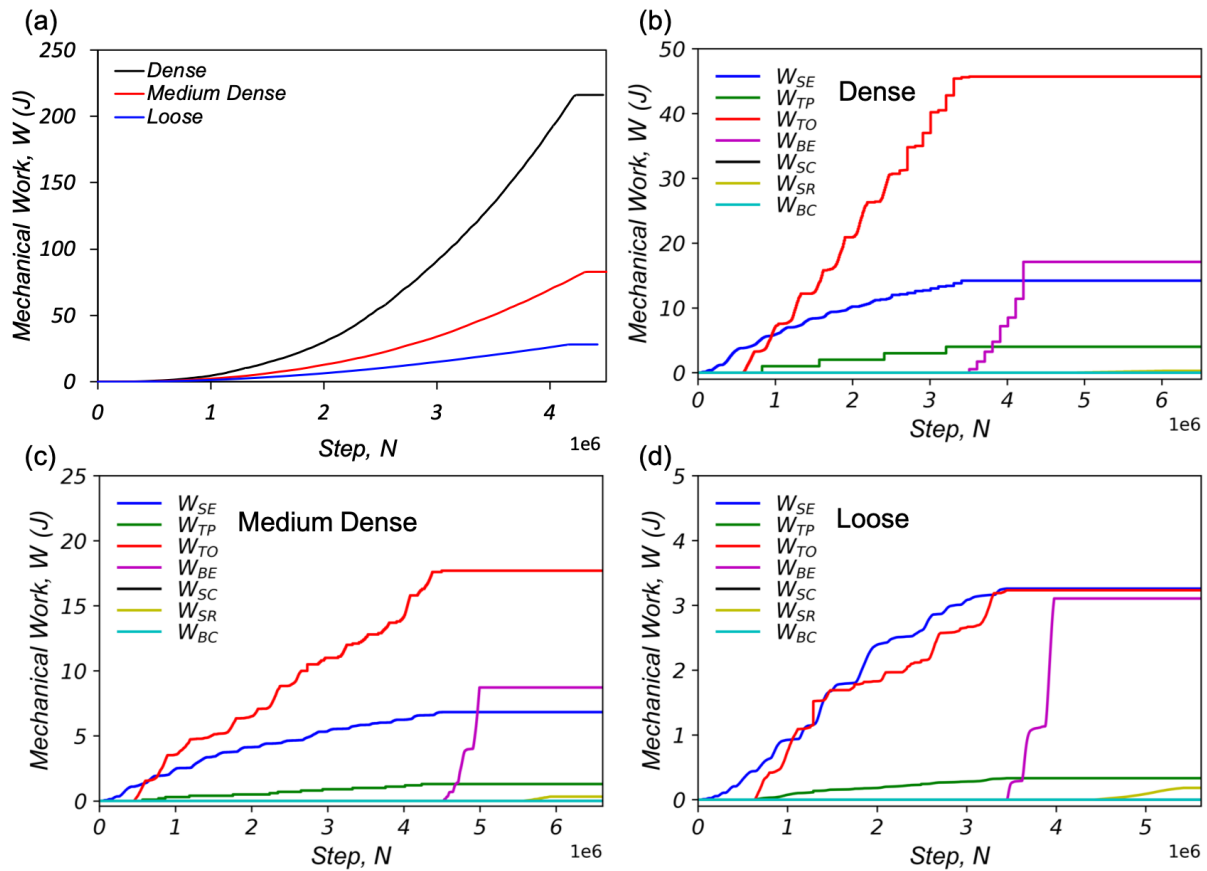 (a)
250
200
150
100
50
0
Mechanical Work, W (J)
Dense
Medium Dense
Loose
0 1 2 3 4
1e6
Step, N
(b)
50
40
30
20
10
0
Mechanical Work, W (J)
W_SE
W_TP
W_TO
W_BE
W_SC
W_SR
W_BC
Dense
0 1 2 3 4 5 6
1e6
Step, N
(c)
25
20
15
10
5
0
Mechanical Work, W (J)
W_SE
W_TP
W_TO
W_BE
W_SC
W_SR
W_BC
Medium Dense
0 1 2 3 4 5 6
1e6
Step, N
(d)
5
4
3
2
1
0
Mechanical Work, W (J)
W_SE
W_TP
W_TO
W_BE
W_SC
W_SR
W_BC
Loose
0 1 2 3 4 5
1e6
Step, N